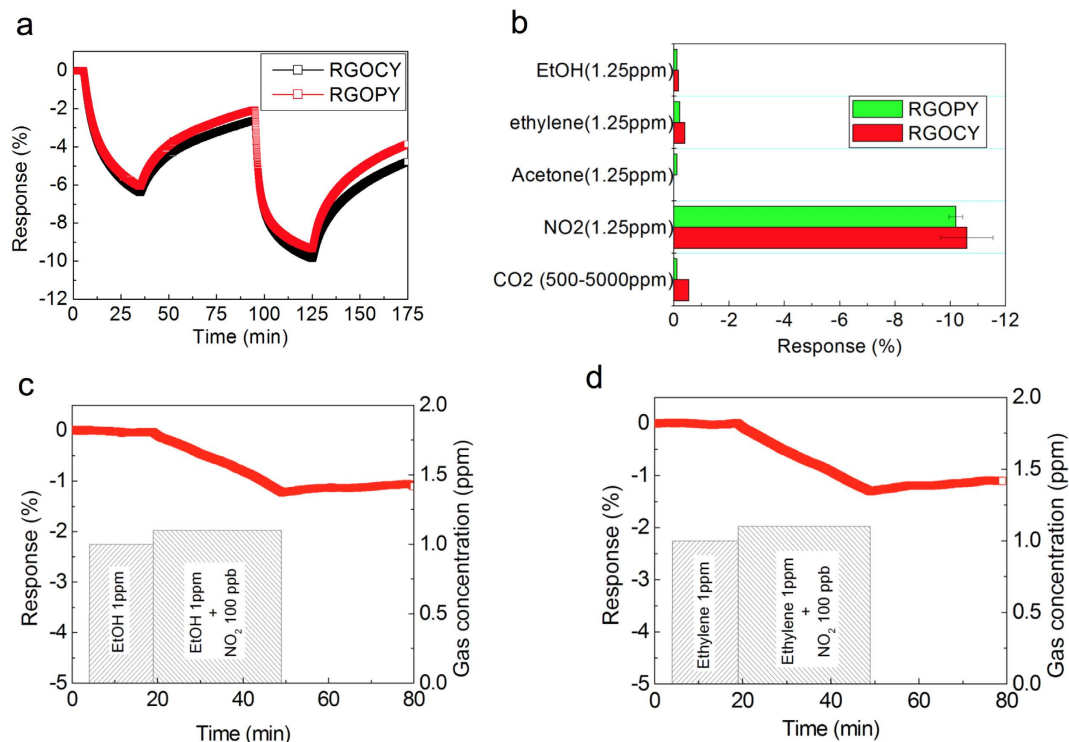 a
RGOCY
RGOPY
0
-2
-4
-6
-8
-10
-12
Response (%)
0 25 50 75 100 125 150 175
Time (min)
b
EtOH(1.25ppm)
ethylene(1.25ppm)
Acetone(1.25ppm)
NO2(1.25ppm)
CO2 (500-5000ppm)
RGOPY
RGOCY
0 -2 -4 -6 -8 -10 -12
Response (%)
c
0
-1
-2
-3
-4
-5
Response (%)
EtOH 1ppm
EtOH 1ppm
+
NO₂ 100 ppb
2.0
1.5
1.0
0.5
0.0
Gas concentration (ppm)
0 20 40 60 80
Time (min)
d
0
-1
-2
-3
-4
-5
Response (%)
Ethylene 1ppm
Ethylene 1ppm
+
NO₂ 100 ppb
2.0
1.5
1.0
0.5
0.0
Gas concentration (ppm)
0 20 40 60 80
Time (min)